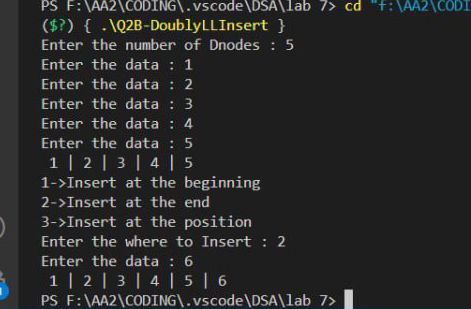 PS F:\AA2\CODING\.vscode\DSA\lab 7> cd "f:\AA2\CODI
($?) { .\Q2B-DoublyLLInsert }
Enter the number of Dnodes : 5
Enter the data : 1
Enter the data : 2
Enter the data : 3
Enter the data : 4
Enter the data : 5
1 | 2 | 3 | 4 | 5
1->Insert at the beginning
2->Insert at the end
3->Insert at the position
Enter the where to Insert : 2
Enter the data : 6
1 | 2 | 3 | 4 | 5 | 6
PS F:\AA2\CODING\.vscode\DSA\lab 7>